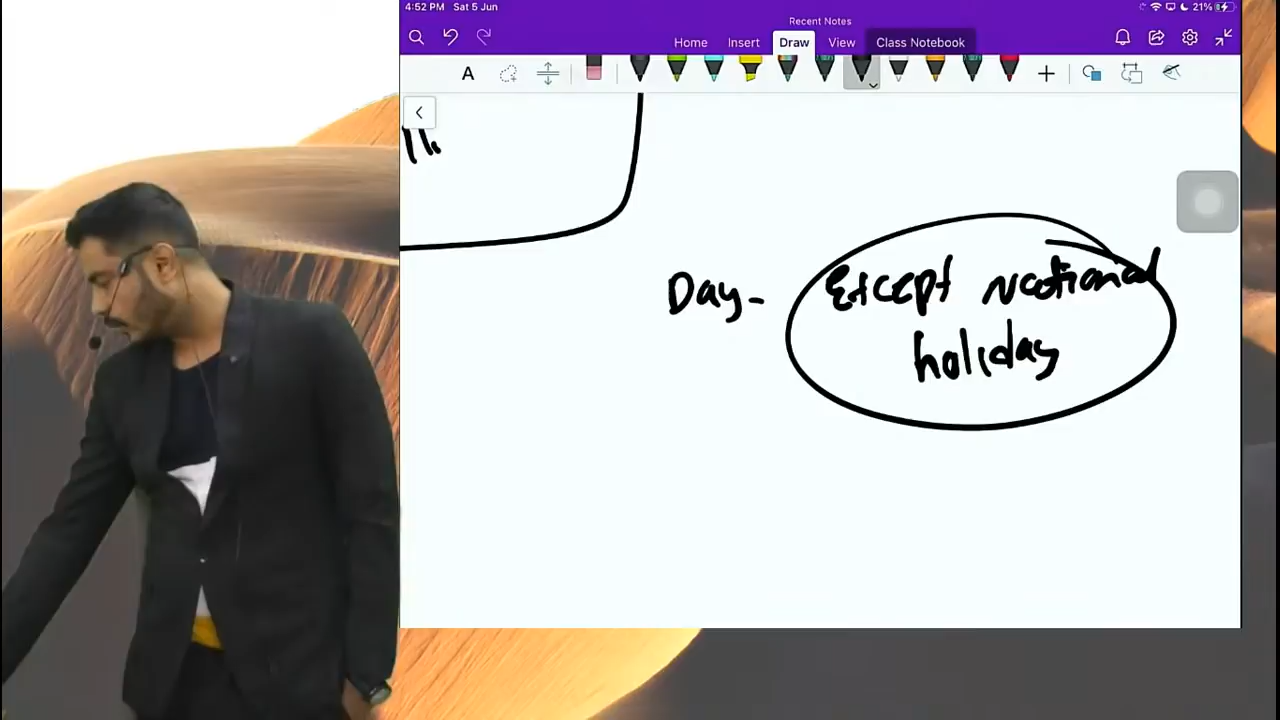 4:52 PM Sat 5 Jun
21%
Recent Notes
Home Insert Draw View Class Notebook
A
Day - Except national
holiday